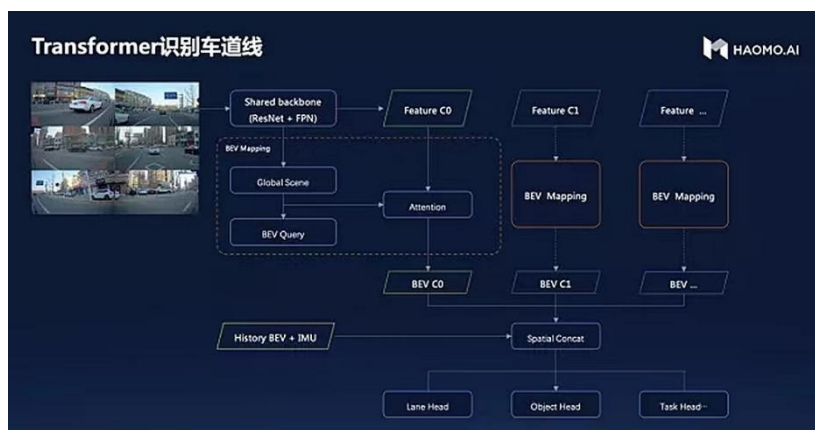 Transformer识别车道线
HAOMO.AI
Shared backbone
(ResNet + FPN)
Feature C0
Feature C1
Feature ...
BEV Mapping
Global Scene
BEV Query
Attention
BEV Mapping
BEV Mapping
BEV C0
BEV C1
BEV ...
History BEV + IMU
Spatial Concat
Lane Head
Object Head
Task Head...